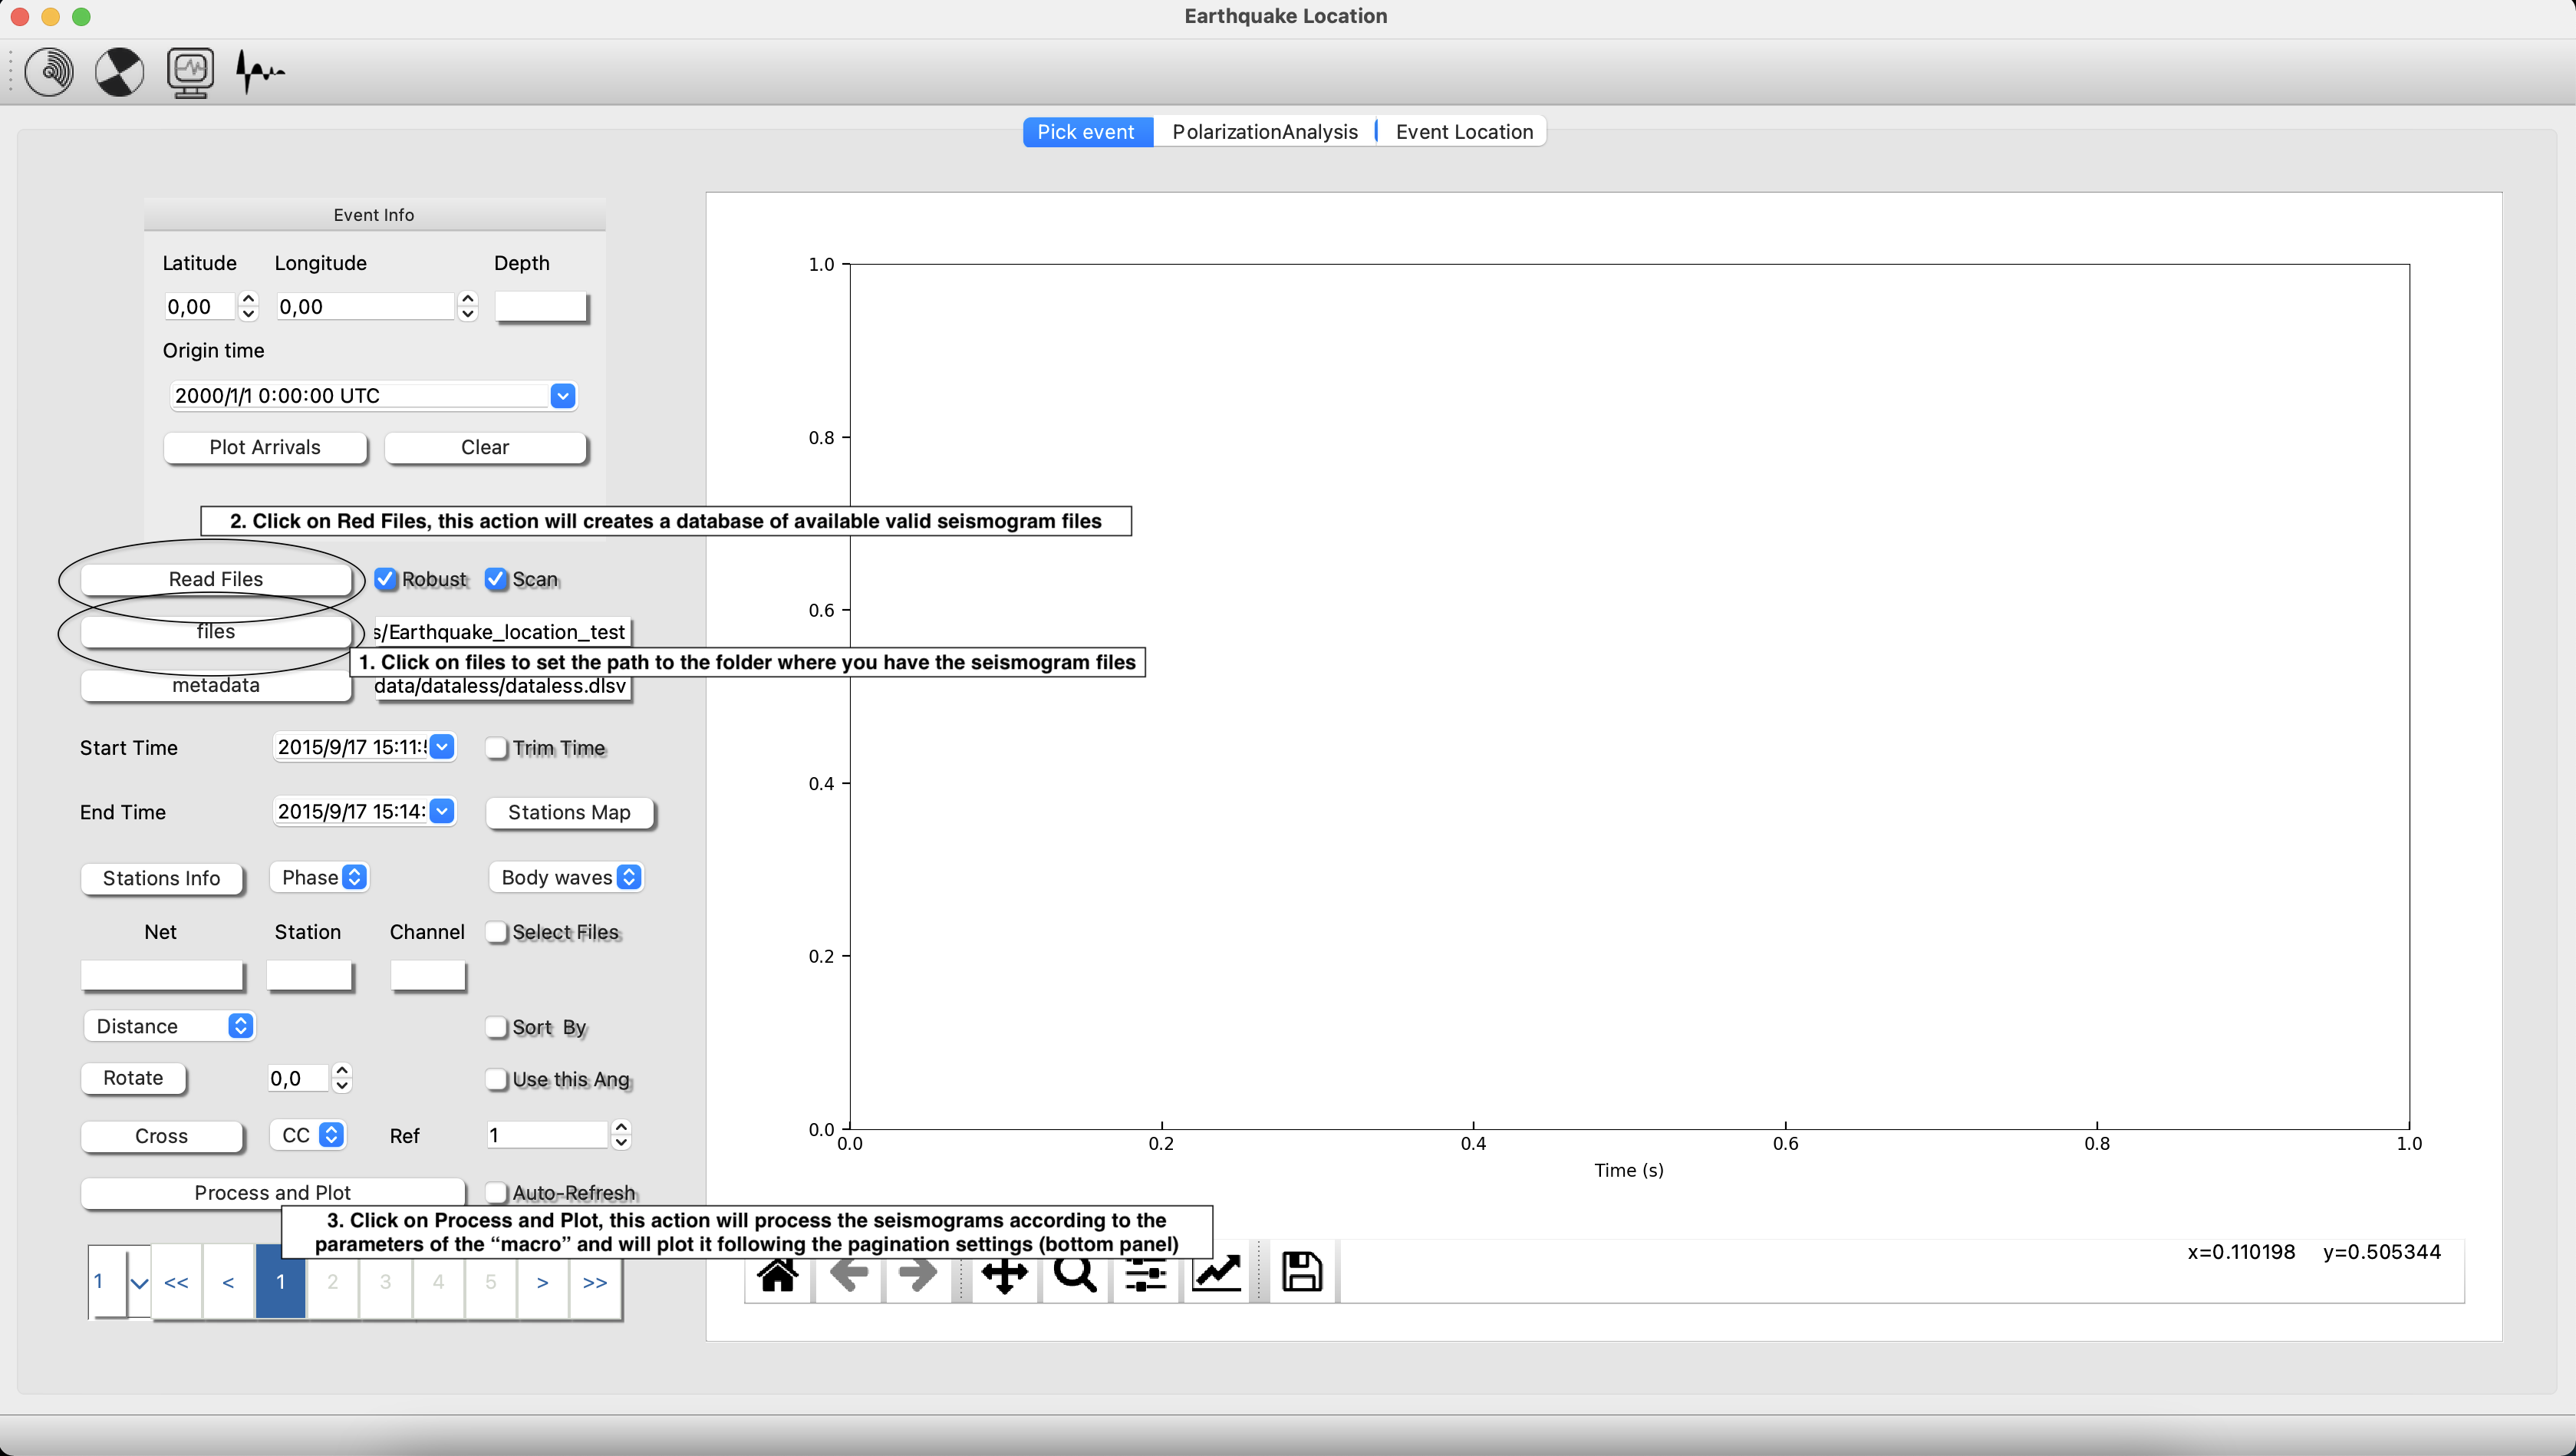 Earthquake Location
Pick event PolarizationAnalysis Event Location
Event Info
Latitude Longitude Depth
0,00 0,00
Origin time
2000/1/1 0:00:00 UTC
Plot Arrivals Clear
2. Click on Red Files, this action will creates a database of available valid seismogram files
Read Files Robust Scan
files s/Earthquake_location_test
1. Click on files to set the path to the folder where you have the seismogram files
metadata data/dataless/dataless.dlsv
Start Time 2015/9/17 15:11: Trim Time
End Time 2015/9/17 15:14: Stations Map
Stations Info Phase Body waves
Net Station Channel Select Files
Distance Sort By
Rotate 0,0 Use this Ang
Cross CC Ref 1
Process and Plot Auto-Refresh
3. Click on Process and Plot, this action will process the seismograms according to the
parameters of the “macro” and will plot it following the pagination settings (bottom panel)
1 << < 1 2 3 4 5 > >>
1.0
0.8
0.6
0.4
0.2
0.0
0.0 0.2 0.4 0.6 0.8 1.0
Time (s)
x=0.110198 y=0.505344